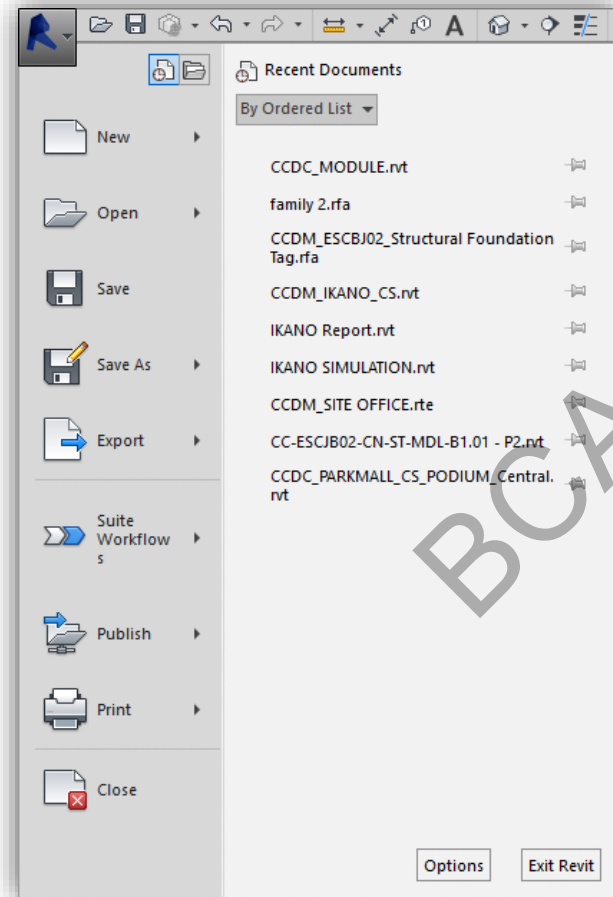 Recent Documents
By Ordered List
New
CCDC_MODULE.rvt
family 2.rfa
Open
CCDM_ESCBJ02_Structural Foundation
Tag.rfa
Save
CCDM_IKANO_CS.rvt
IKANO Report.rvt
Save As
IKANO SIMULATION.rvt
CCDM_SITE OFFICE.rte
Export
CC-ESCJB02-CN-ST-MDL-B1.01 - P2.rvt
CCDC_PARKMALL_CS_PODIUM_Central.
rvt
Suite
Workflow
s
Publish
Print
Close
Options
Exit Revit
BCA